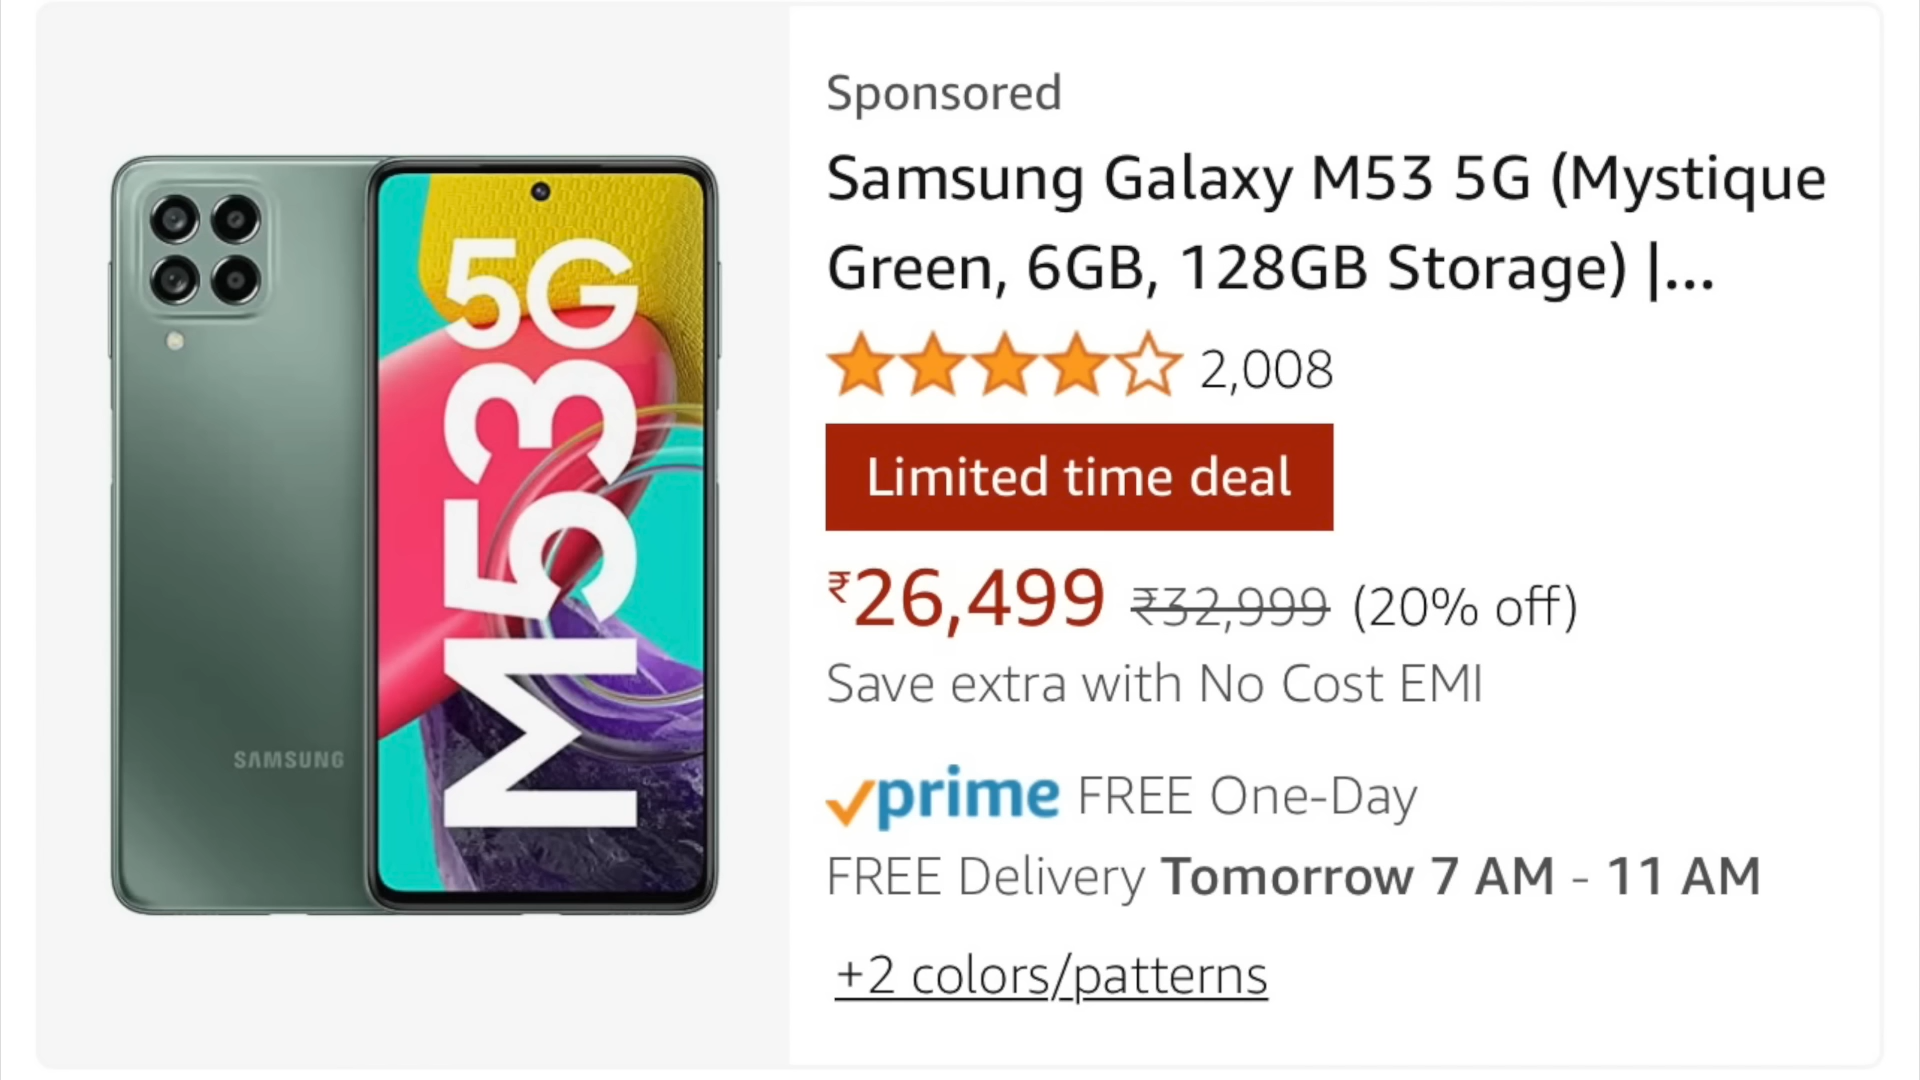 SAMSUNG
M53 5G
Sponsored
Samsung Galaxy M53 5G (Mystique
Green, 6GB, 128GB Storage) |...
2,008
Limited time deal
₹26,499 ₹32,999 (20% off)
Save extra with No Cost EMI
prime FREE One-Day
FREE Delivery Tomorrow 7 AM - 11 AM
+2 colors/patterns